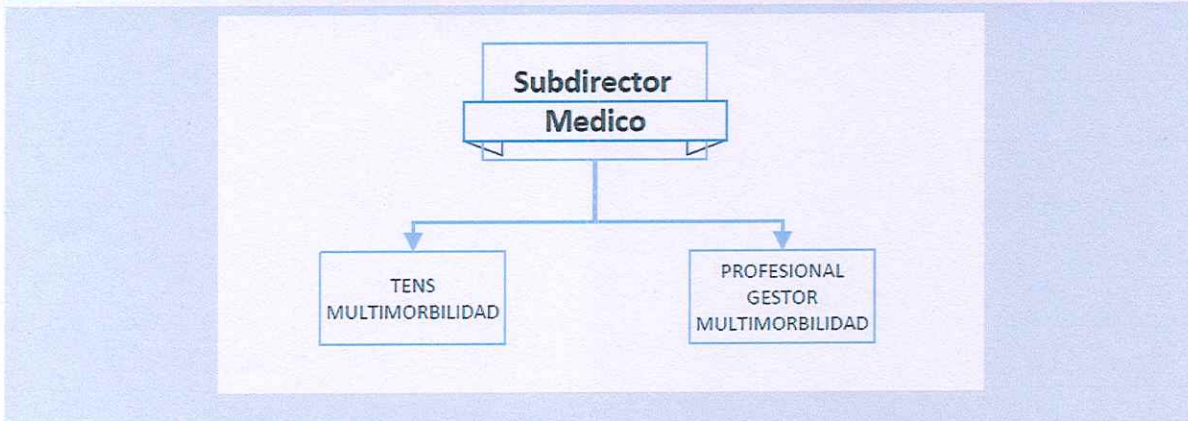 Subdirector
Medico
TENS
MULTIMORBILIDAD
PROFESIONAL
GESTOR
MULTIMORBILIDAD